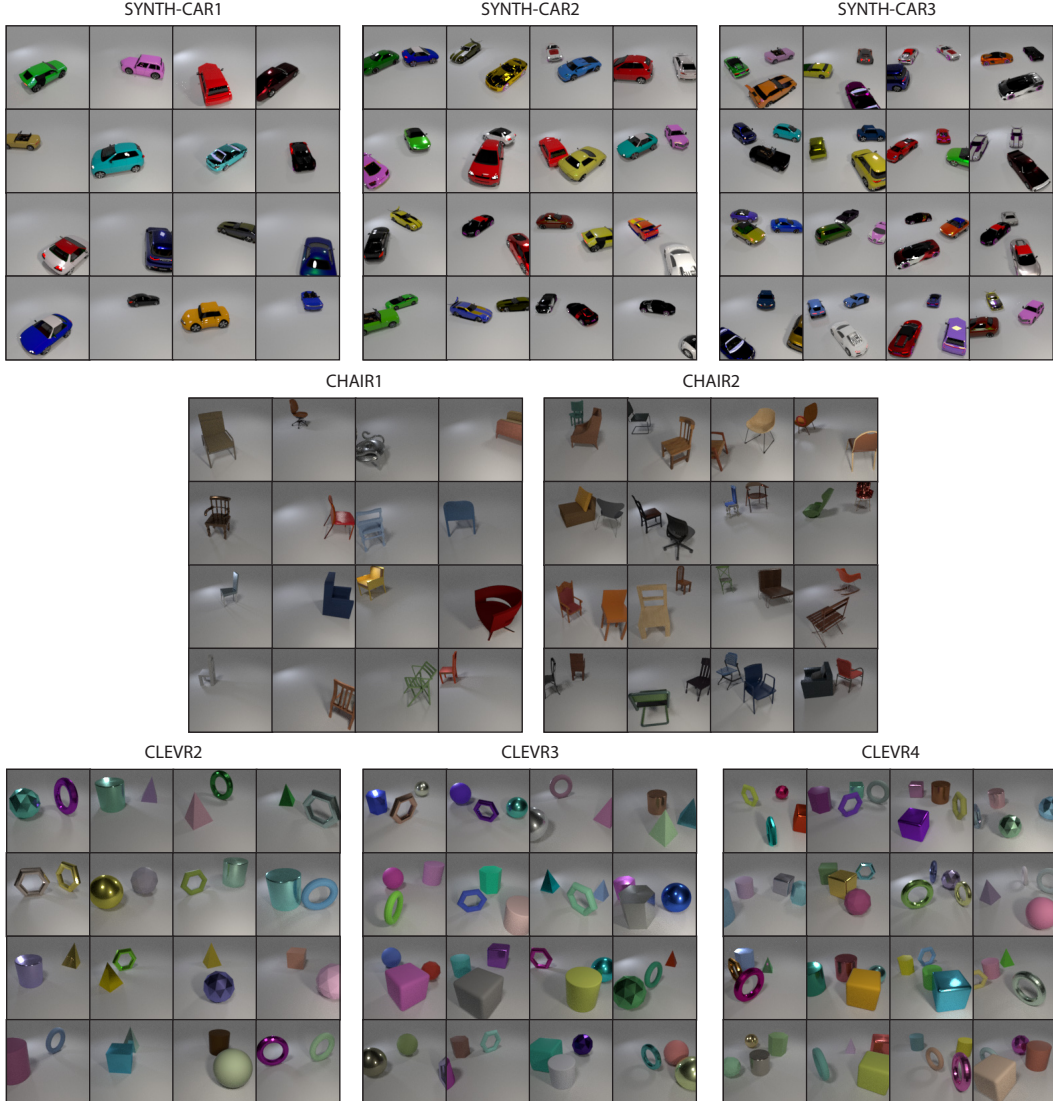 SYNTH-CAR1
SYNTH-CAR2
SYNTH-CAR3
CHAIR1
CHAIR2
CLEVR2
CLEVR3
CLEVR4